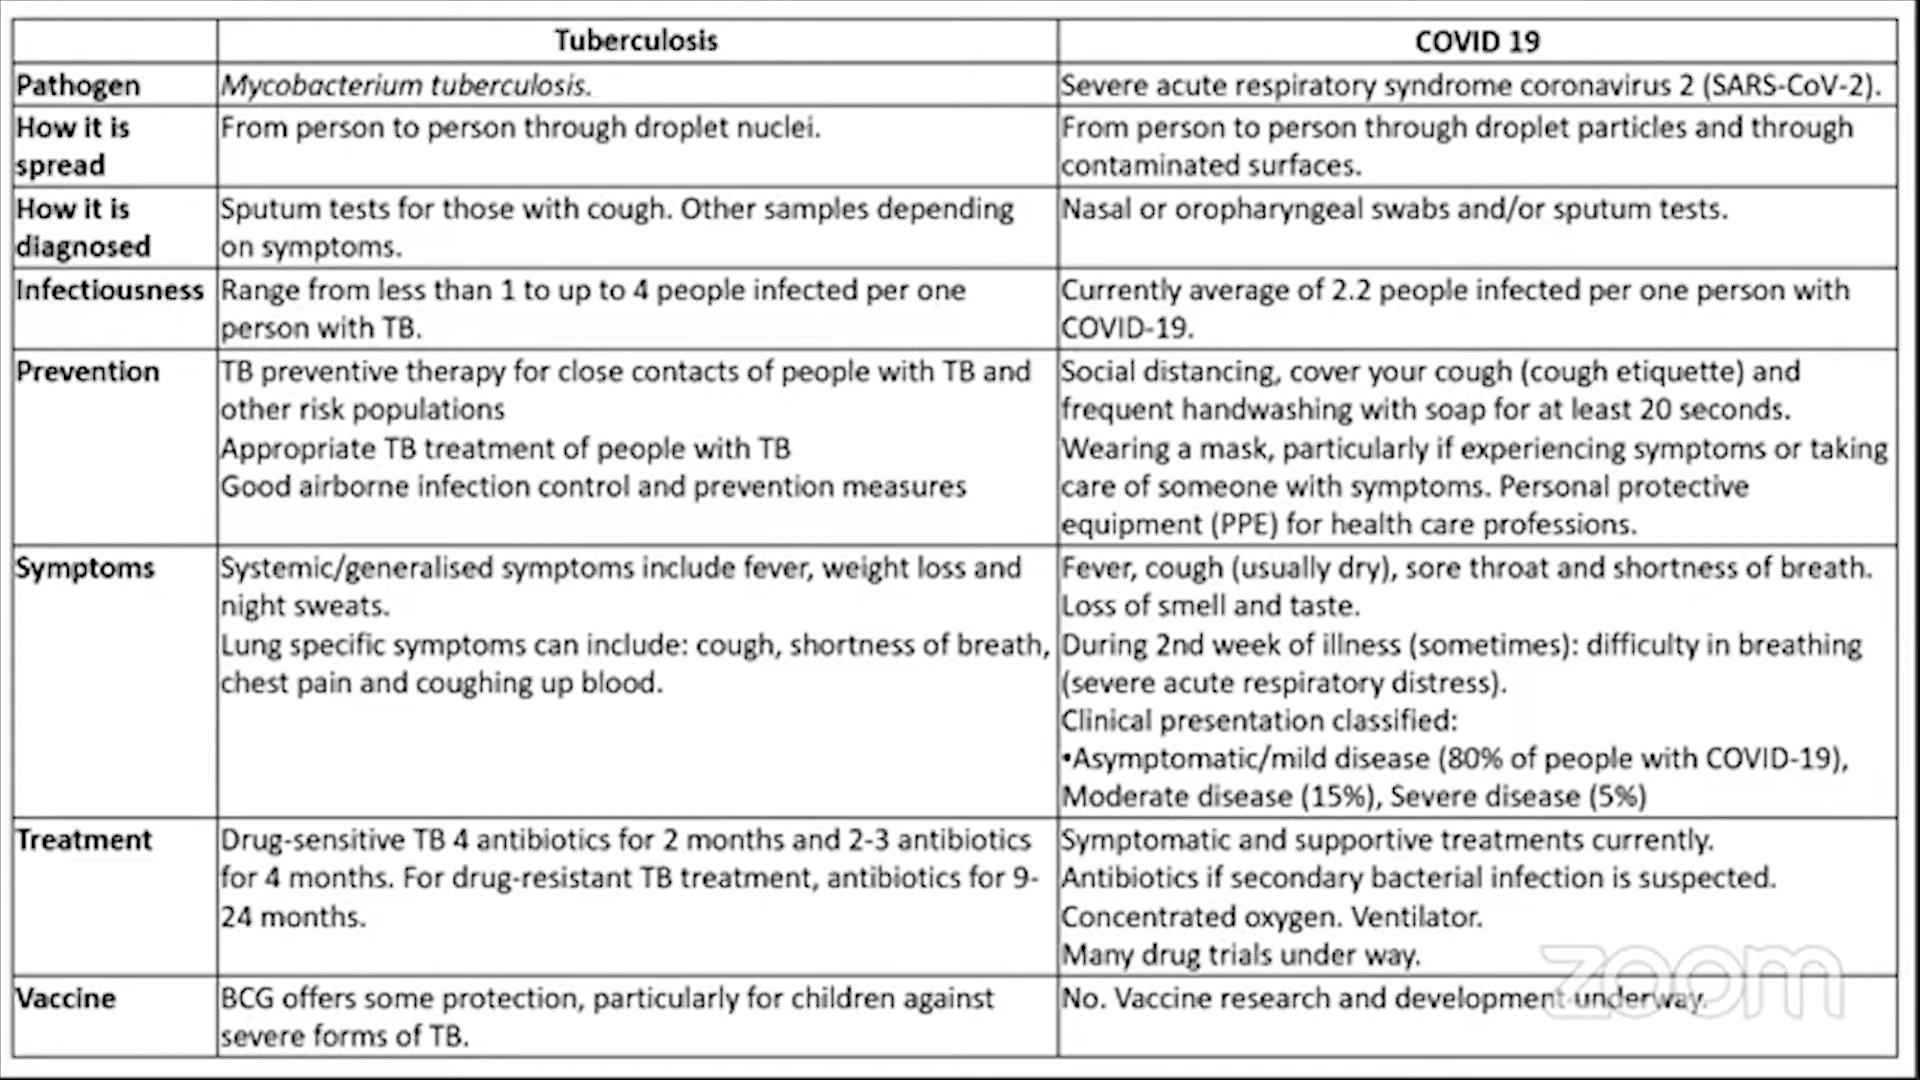 Tuberculosis
COVID 19
Pathogen
Mycobacterium tuberculosis.
Severe acute respiratory syndrome coronavirus 2 (SARS-CoV-2).
How it is
spread
From person to person through droplet nuclei.
From person to person through droplet particles and through
contaminated surfaces.
How it is
diagnosed
Sputum tests for those with cough. Other samples depending
on symptoms.
Nasal or oropharyngeal swabs and/or sputum tests.
Infectiousness
Range from less than 1 to up to 4 people infected per one
person with TB.
Currently average of 2.2 people infected per one person with
COVID-19.
Prevention
TB preventive therapy for close contacts of people with TB and
other risk populations
Appropriate TB treatment of people with TB
Good airborne infection control and prevention measures
Social distancing, cover your cough (cough etiquette) and
frequent handwashing with soap for at least 20 seconds.
Wearing a mask, particularly if experiencing symptoms or taking
care of someone with symptoms. Personal protective
equipment (PPE) for health care professions.
Symptoms
Systemic/generalised symptoms include fever, weight loss and
night sweats.
Lung specific symptoms can include: cough, shortness of breath,
chest pain and coughing up blood.
Fever, cough (usually dry), sore throat and shortness of breath.
Loss of smell and taste.
During 2nd week of illness (sometimes): difficulty in breathing
(severe acute respiratory distress).
Clinical presentation classified:
•Asymptomatic/mild disease (80% of people with COVID-19),
Moderate disease (15%), Severe disease (5%)
Treatment
Drug-sensitive TB 4 antibiotics for 2 months and 2-3 antibiotics
for 4 months. For drug-resistant TB treatment, antibiotics for 9-
24 months.
Symptomatic and supportive treatments currently.
Antibiotics if secondary bacterial infection is suspected.
Concentrated oxygen. Ventilator.
Many drug trials under way.
Vaccine
BCG offers some protection, particularly for children against
severe forms of TB.
No. Vaccine research and development underway.
zoom